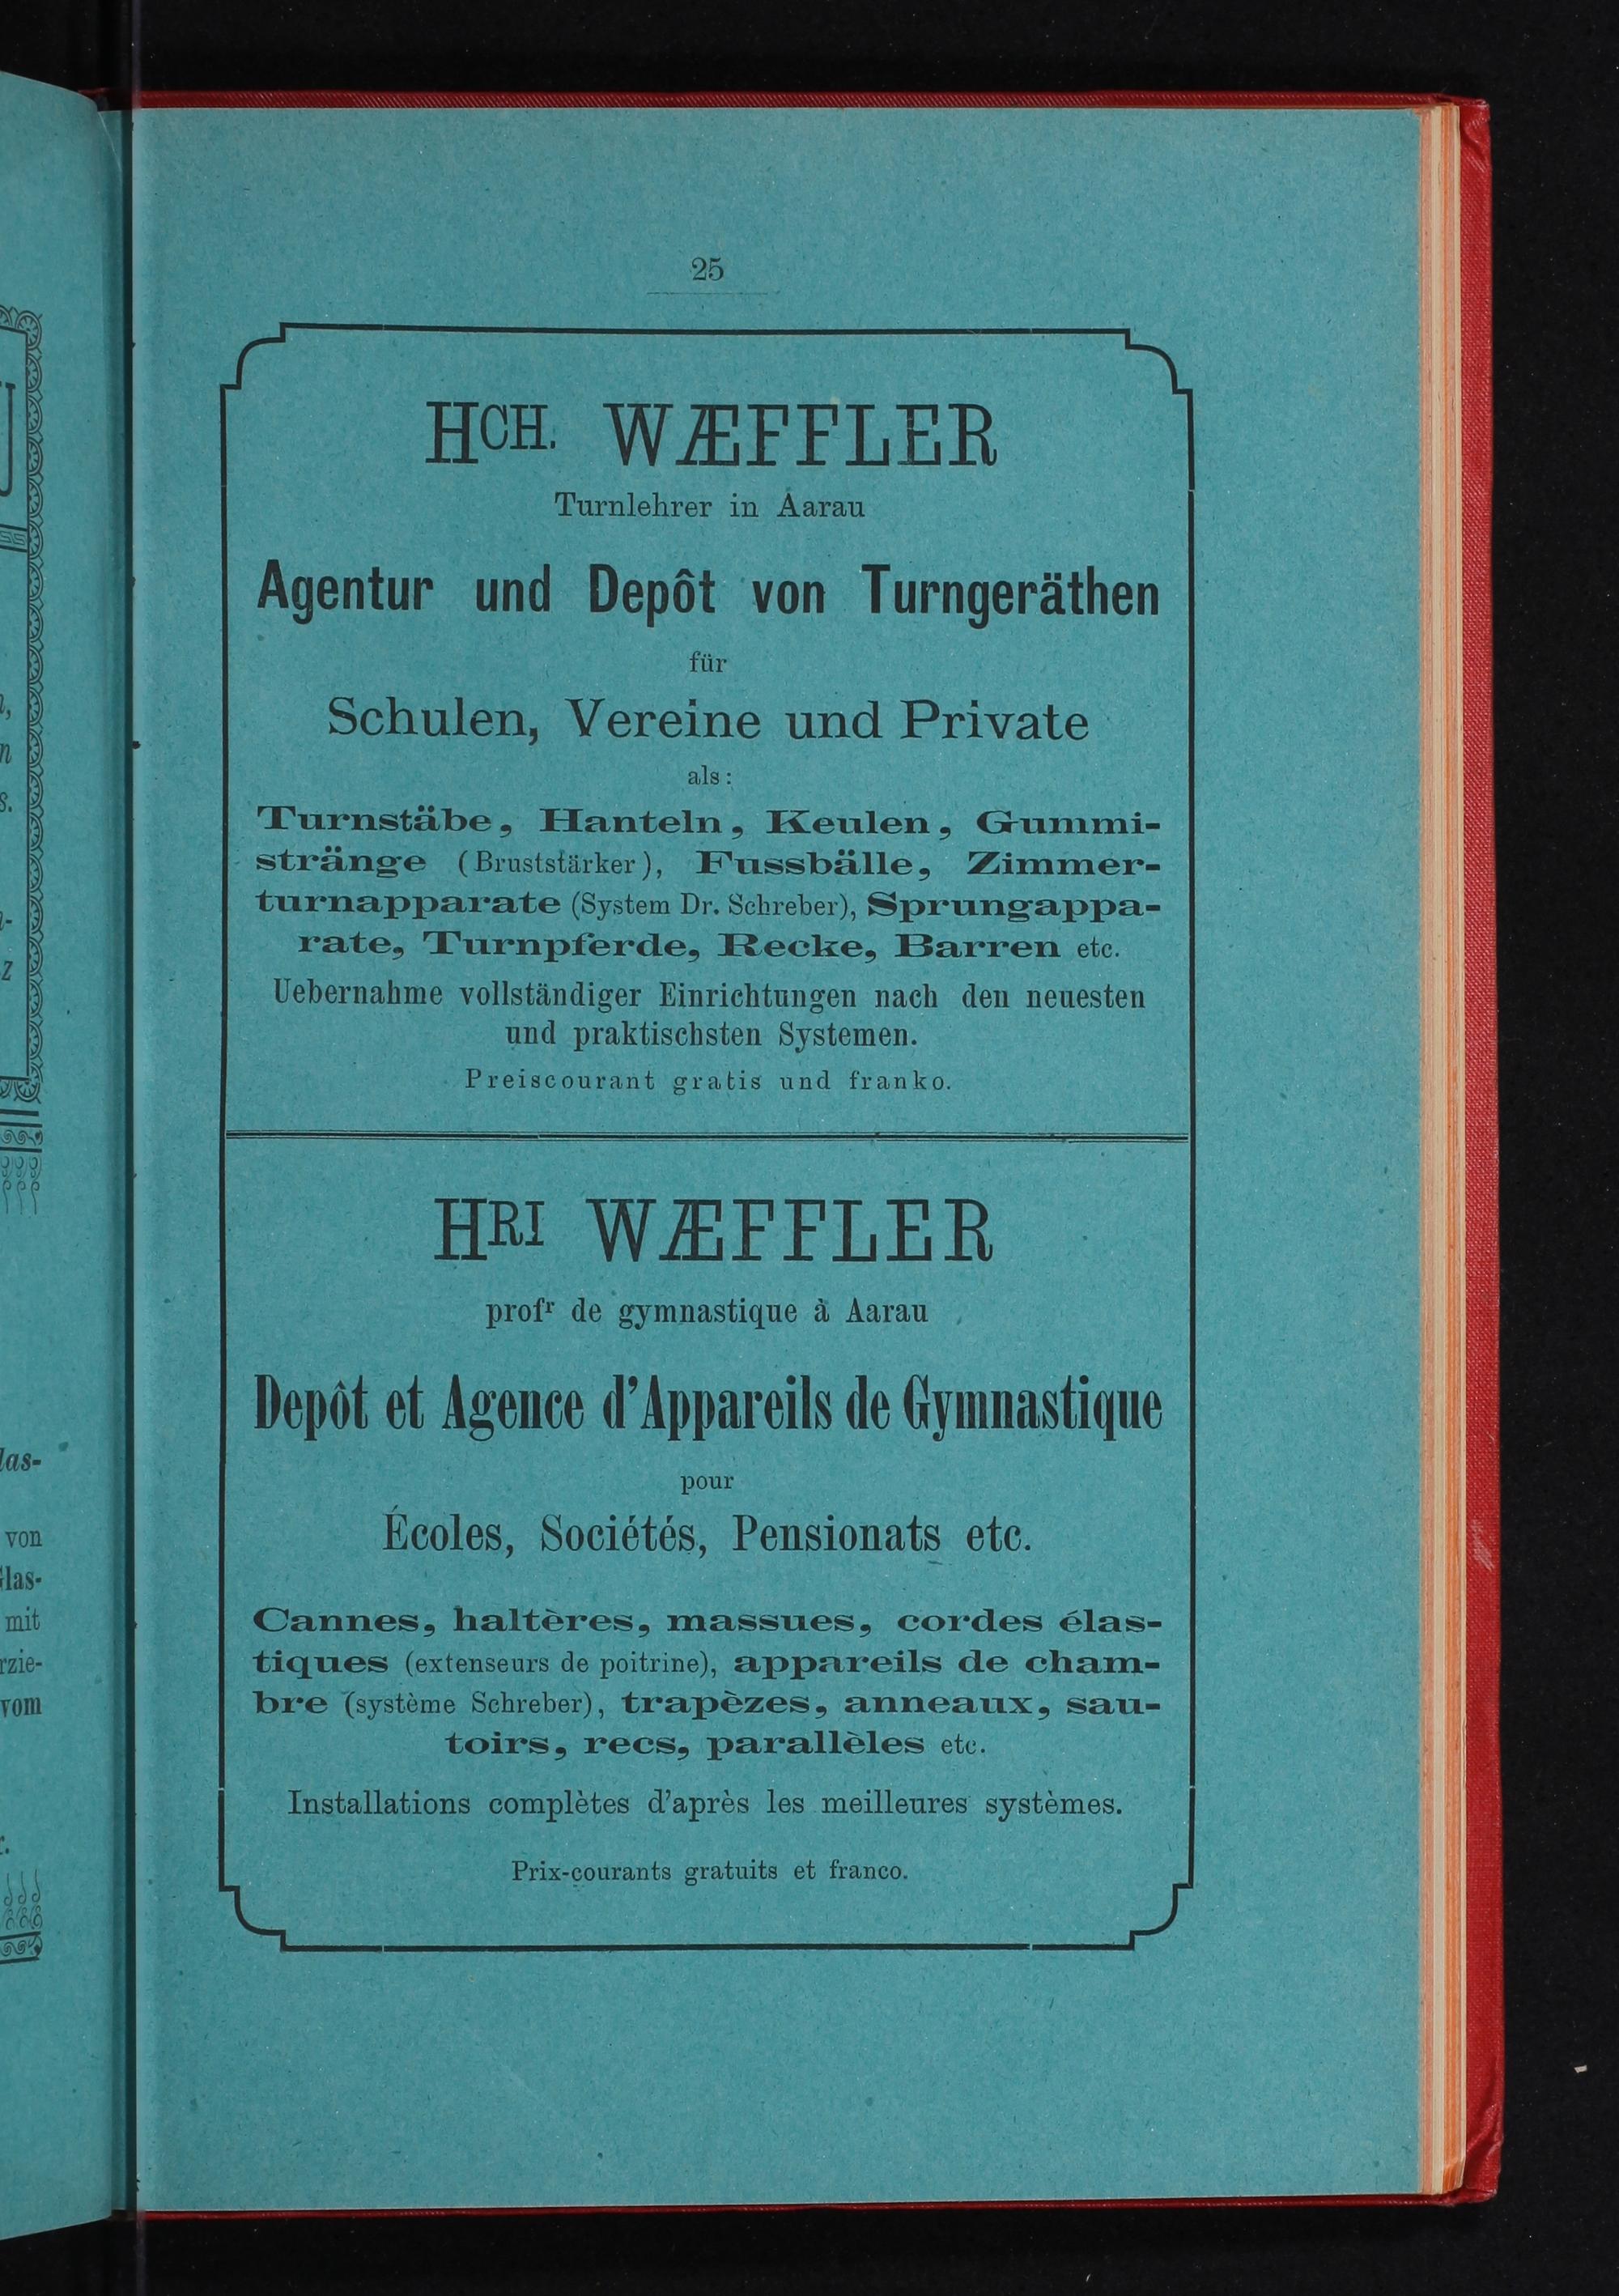 25
HCH. WÆFFLER
Turnlehrer in Aarau
Agentur und Depôt von Turngeräthen
für
Schulen, Vereine und Private
als:
Turnstäbe, Hanteln, Keulen, Gummi-
stränge (Bruststärker), Fussbälle, Zimmer-
turnapparate (System Dr. Schreber), Sprungappa-
rate, Turnpferde, Recke, Barren etc.
Uebernahme vollständiger Einrichtungen nach den neuesten
und praktischsten Systemen.
Preiscourant gratis und franko.
HRI WÆFFLER
profr de gymnastique à Aarau
Depôt et Agence d'Appareils de Gymnastique
pour
Écoles, Sociétés, Pensionats etc.
Cannes, haltères, massues, cordes élas-
tiques (extenseurs de poitrine), appareils de cham-
bre (système Schreber), trapèzes, anneaux, sau-
toirs, recs, parallèles etc.
Installations complètes d'après les meilleures systèmes.
Prix-courants gratuits et franco.
von
mit
vom